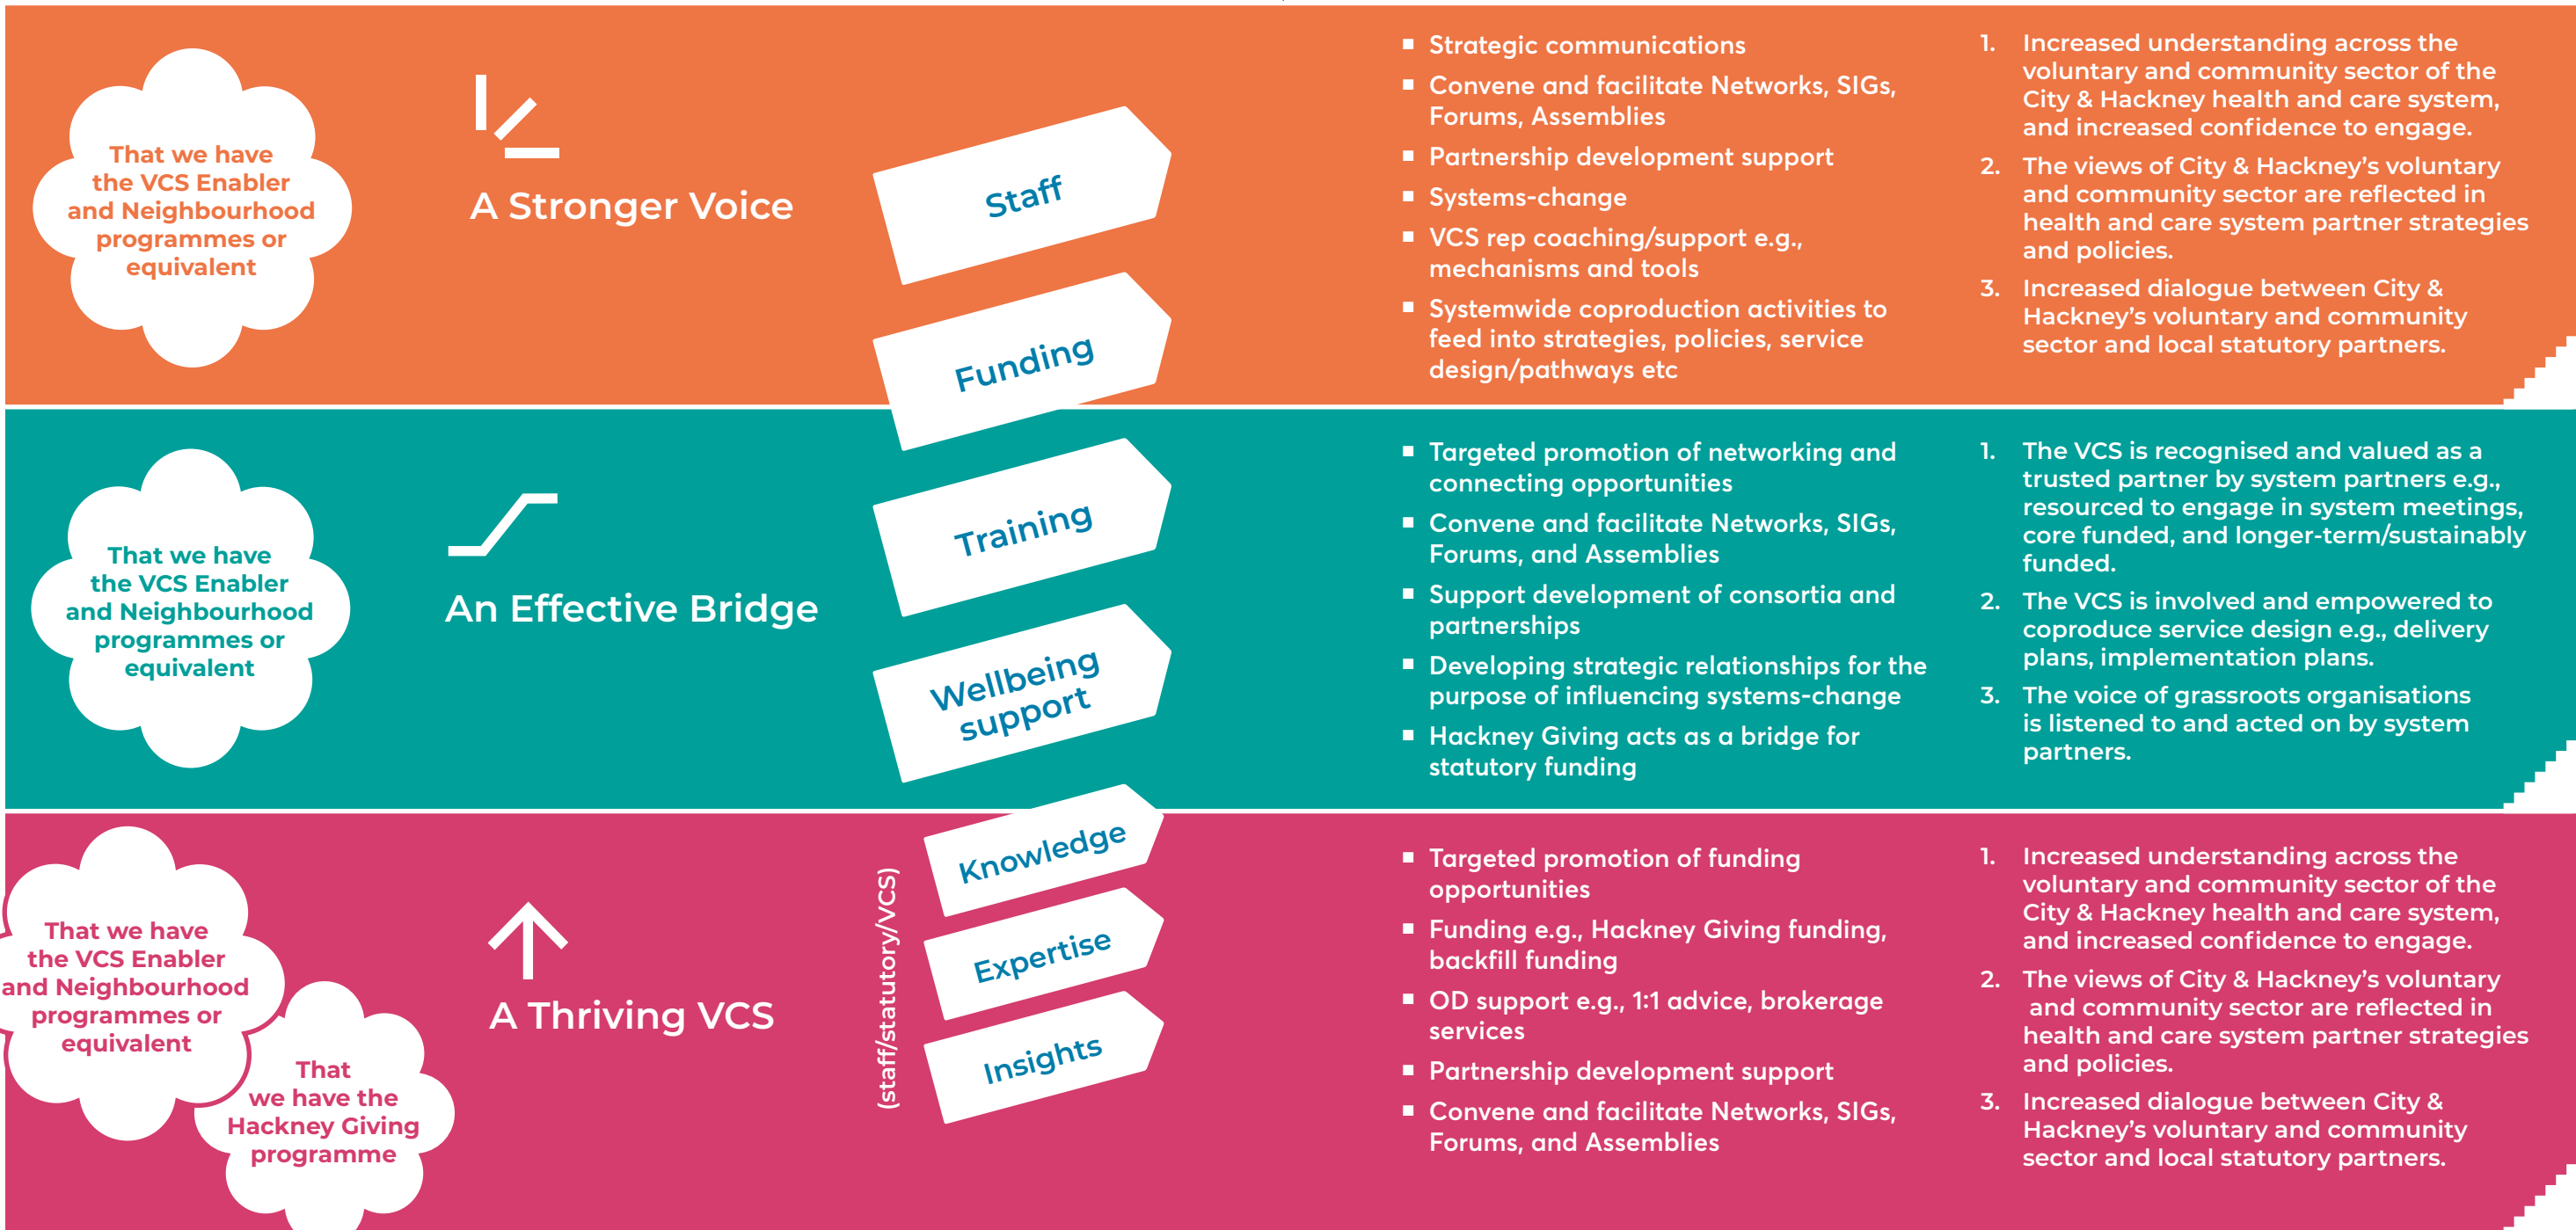 That we have
the VCS Enabler
and Neighbourhood
programmes or
equivalent
A Stronger Voice
Staff
Funding
▪ Strategic communications
▪ Convene and facilitate Networks, SIGs,
Forums, Assemblies
▪ Partnership development support
▪ Systems-change
▪ VCS rep coaching/support e.g.,
mechanisms and tools
▪ Systemwide coproduction activities to
feed into strategies, policies, service
design/pathways etc
1. Increased understanding across the
voluntary and community sector of the
City & Hackney health and care system,
and increased confidence to engage.
2. The views of City & Hackney’s voluntary
and community sector are reflected in
health and care system partner strategies
and policies.
3. Increased dialogue between City &
Hackney’s voluntary and community
sector and local statutory partners.
That we have
the VCS Enabler
and Neighbourhood
programmes or
equivalent
An Effective Bridge
Training
Wellbeing
support
▪ Targeted promotion of networking and
connecting opportunities
▪ Convene and facilitate Networks, SIGs,
Forums, and Assemblies
▪ Support development of consortia and
partnerships
▪ Developing strategic relationships for the
purpose of influencing systems-change
▪ Hackney Giving acts as a bridge for
statutory funding
1. The VCS is recognised and valued as a
trusted partner by system partners e.g.,
resourced to engage in system meetings,
core funded, and longer-term/sustainably
funded.
2. The VCS is involved and empowered to
coproduce service design e.g., delivery
plans, implementation plans.
3. The voice of grassroots organisations
is listened to and acted on by system
partners.
That we have
the VCS Enabler
and Neighbourhood
programmes or
equivalent
That
we have the
Hackney Giving
programme
A Thriving VCS
(staff/statutory/VCS)
Knowledge
Expertise
Insights
▪ Targeted promotion of funding
opportunities
▪ Funding e.g., Hackney Giving funding,
backfill funding
▪ OD support e.g., 1:1 advice, brokerage
services
▪ Partnership development support
▪ Convene and facilitate Networks, SIGs,
Forums, and Assemblies
1. Increased understanding across the
voluntary and community sector of the
City & Hackney health and care system,
and increased confidence to engage.
2. The views of City & Hackney’s voluntary
and community sector are reflected in
health and care system partner strategies
and policies.
3. Increased dialogue between City &
Hackney’s voluntary and community
sector and local statutory partners.